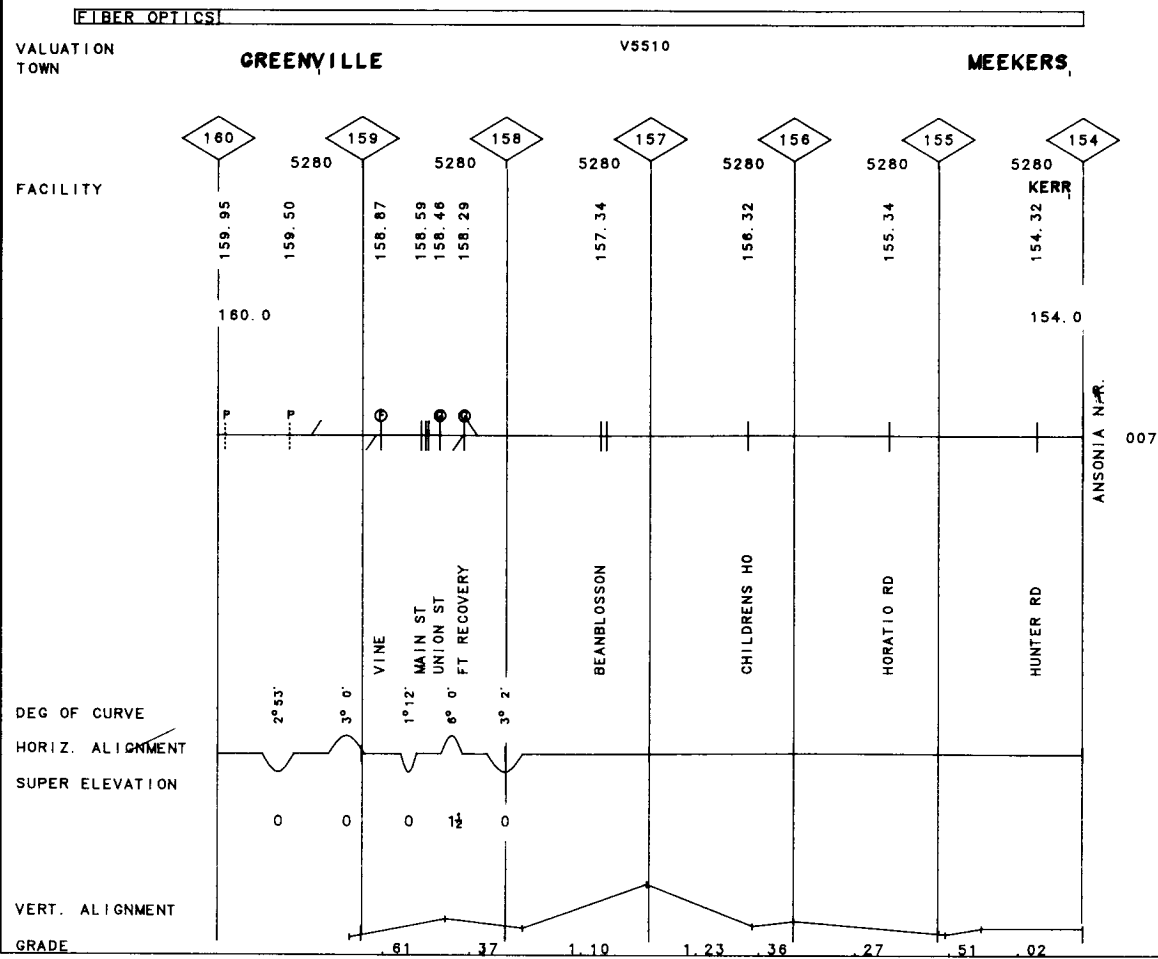 FIBER OPTICS
VALUATION V5510
TOWN GREENVILLE MEEKERS
160 159 158 157 156 155 154
5280 5280 5280 5280 5280 5280
FACILITY KERR
159.95 159.50 158.87 158.59 158.46 158.29 157.34 156.32 155.34 154.32
160.0 154.0
P P F Q Q
ANSONIA N.R.
007
VINE MAIN ST UNION ST FT RECOVERY BEANBLOSSON CHILDRENS HO HORATIO RD HUNTER RD
DEG OF CURVE 2°53' 3° 0' 1°12' 6° 0' 3° 2'
HORIZ. ALIGNMENT
SUPER ELEVATION
0 0 0 1½ 0
VERT. ALIGNMENT
GRADE .61 .37 1.10 1.23 .36 .27 .51 .02